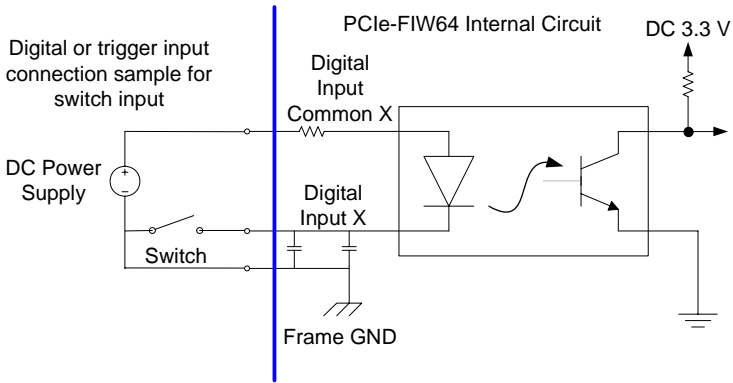 PCIe-FIW64 Internal Circuit
DC 3.3 V
Digital or trigger input
connection sample for
switch input
Digital
Input
Common X
DC Power
Supply
+
−
Digital
Input X
Switch
Frame GND